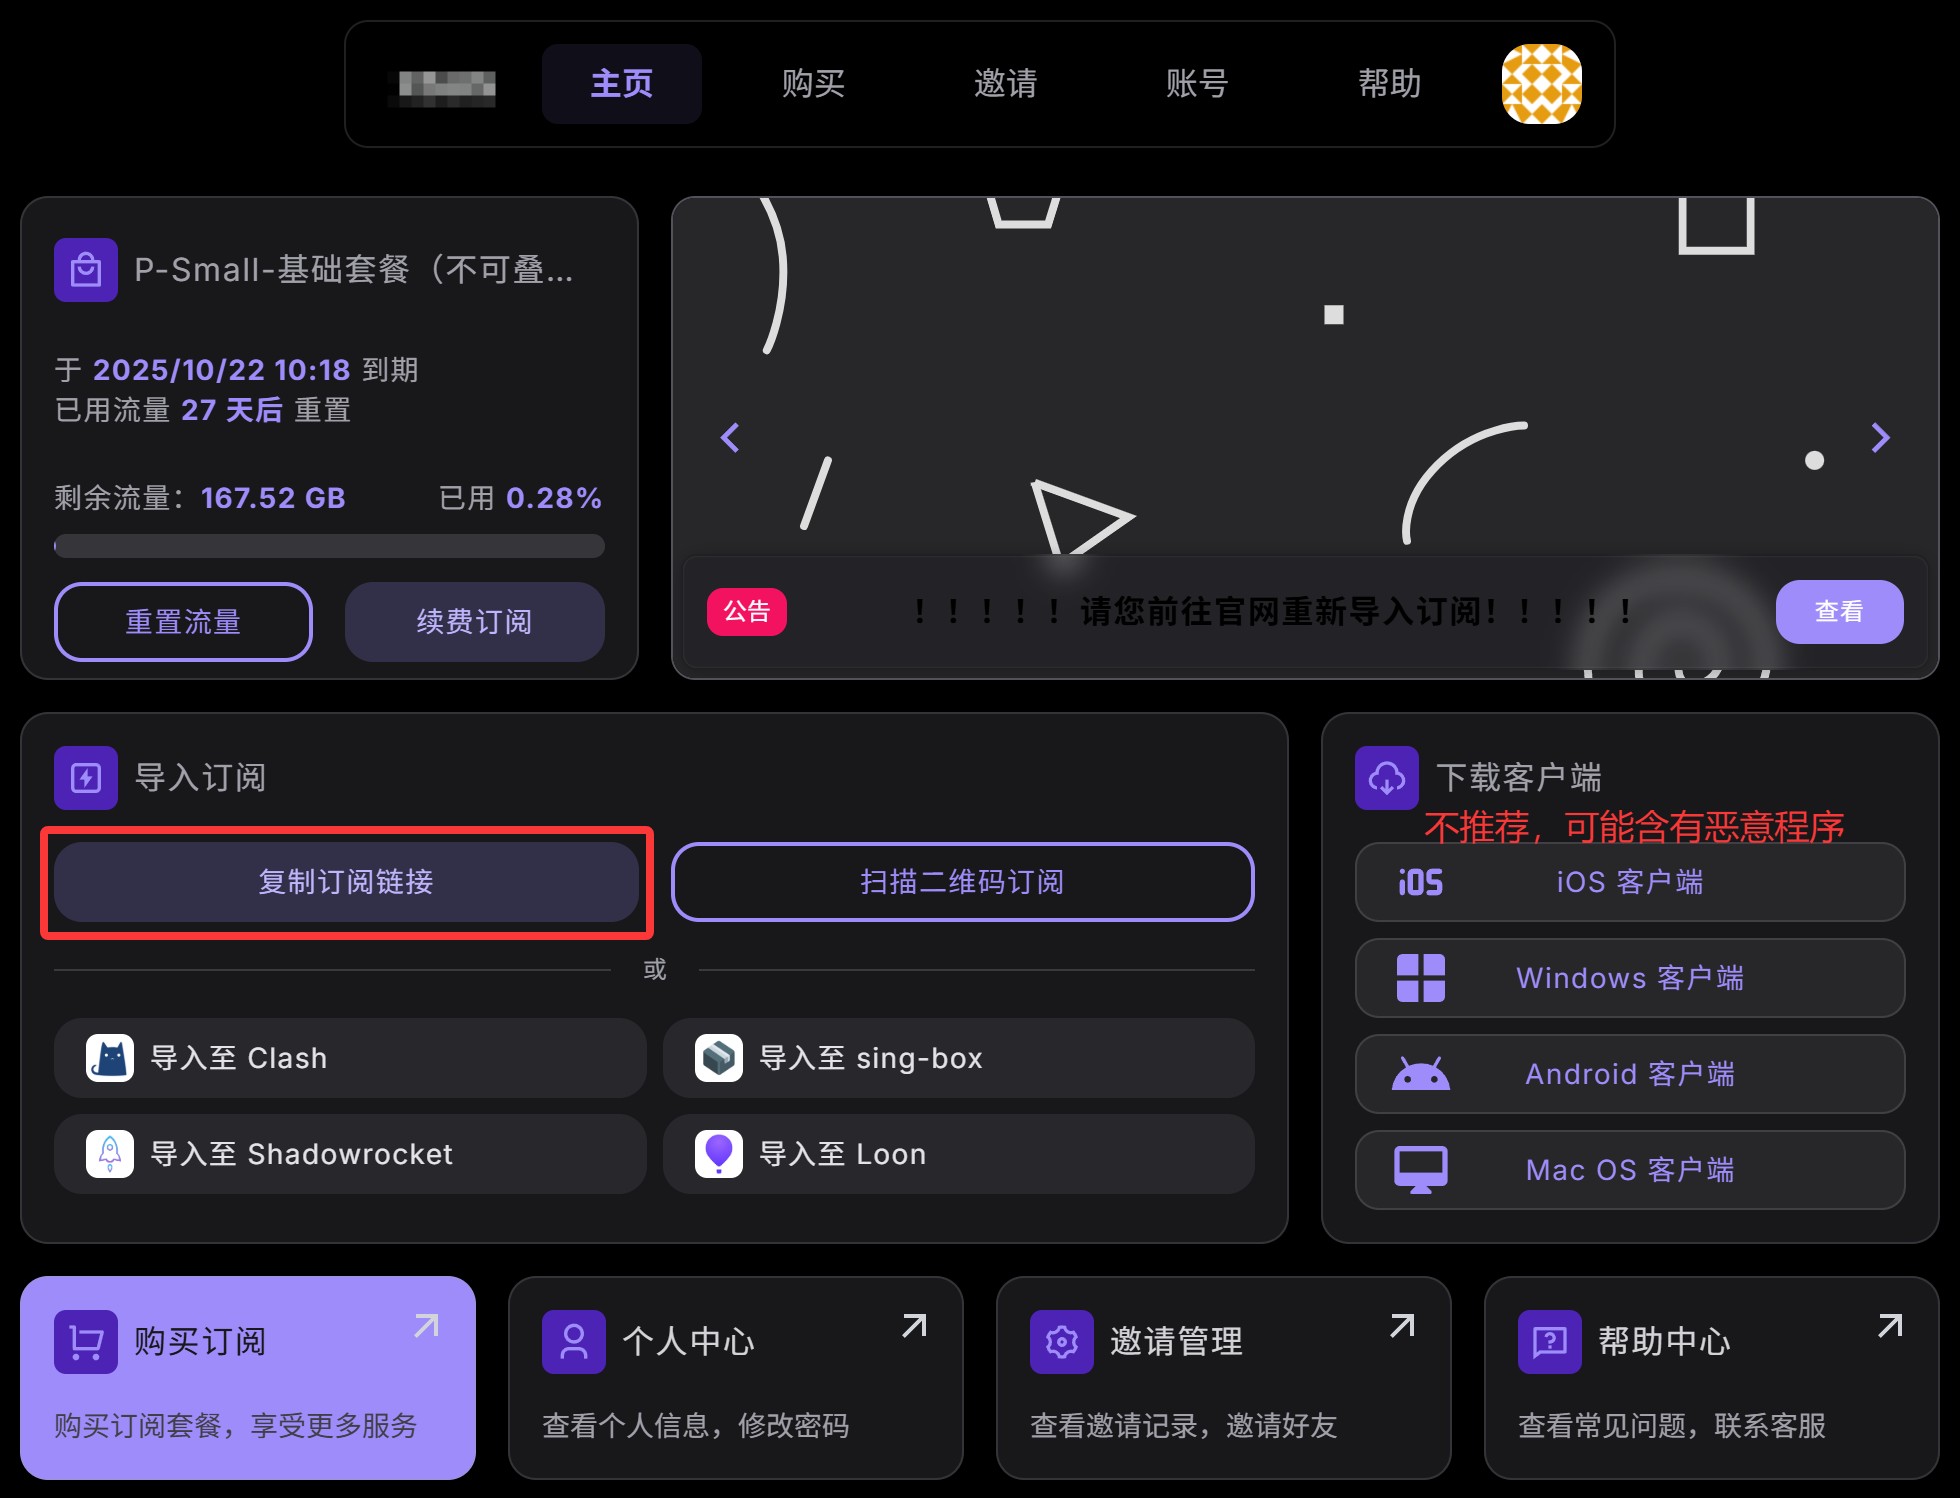 主页
购买
邀请
账号
帮助
P-Small-基础套餐（不可叠...
于 2025/10/22 10:18 到期
已用流量 27 天后 重置
剩余流量：167.52 GB
已用 0.28%
重置流量
续费订阅
公告
！！！！！请您前往官网重新导入订阅！！！！！
查看
导入订阅
复制订阅链接
扫描二维码订阅
或
导入至 Clash
导入至 sing-box
导入至 Shadowrocket
导入至 Loon
下载客户端
不推荐，可能含有恶意程序
iOS
iOS 客户端
Windows 客户端
Android 客户端
Mac OS 客户端
购买订阅
购买订阅套餐，享受更多服务
个人中心
查看个人信息，修改密码
邀请管理
查看邀请记录，邀请好友
帮助中心
查看常见问题，联系客服